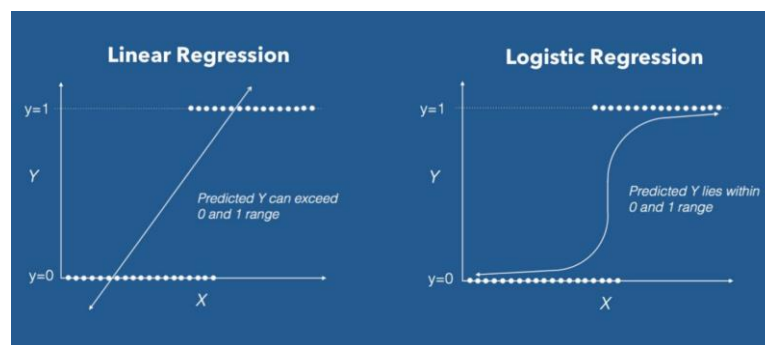 Linear Regression
y=1
Y
Predicted Y can exceed
0 and 1 range
y=0
X
Logistic Regression
y=1
Y
Predicted Y lies within
0 and 1 range
y=0
X